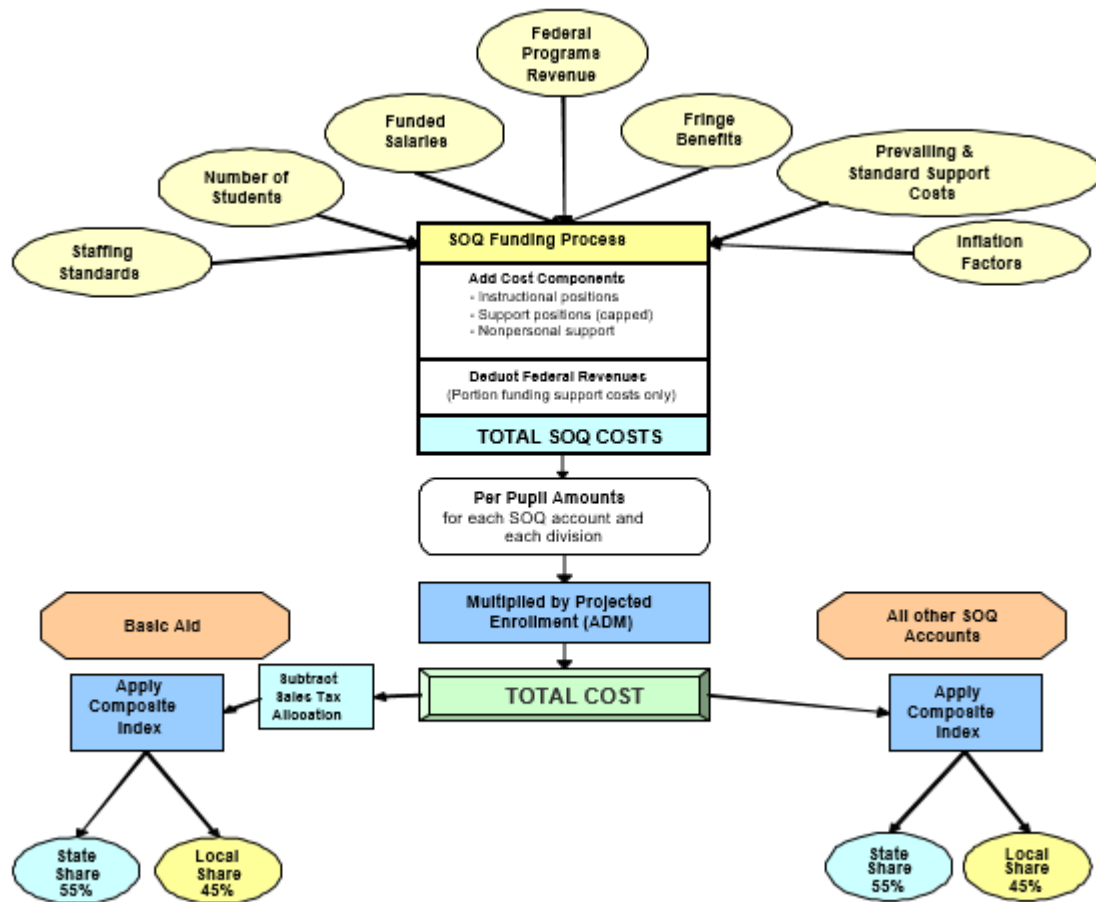 Federal
Programs
Revenue
Funded
Salaries
Fringe
Benefits
Number of
Students
Prevailing &
Standard Support
Costs
Staffing
Standards
Inflation
Factors
SOQ Funding Process
Add Cost Components
- Instructional positions
- Support positions (capped)
- Nonpersonal support
Deduct Federal Revenues
(Portion funding support costs only)
TOTAL SOQ COSTS
Per Pupil Amounts
for each SOQ account and
each division
Multiplied by Projected
Enrollment (ADM)
Basic Aid
All other SOQ
Accounts
Subtract
Sales Tax
Allocation
TOTAL COST
Apply
Composite
Index
Apply
Composite
Index
State
Share
55%
Local
Share
45%
State
Share
55%
Local
Share
45%